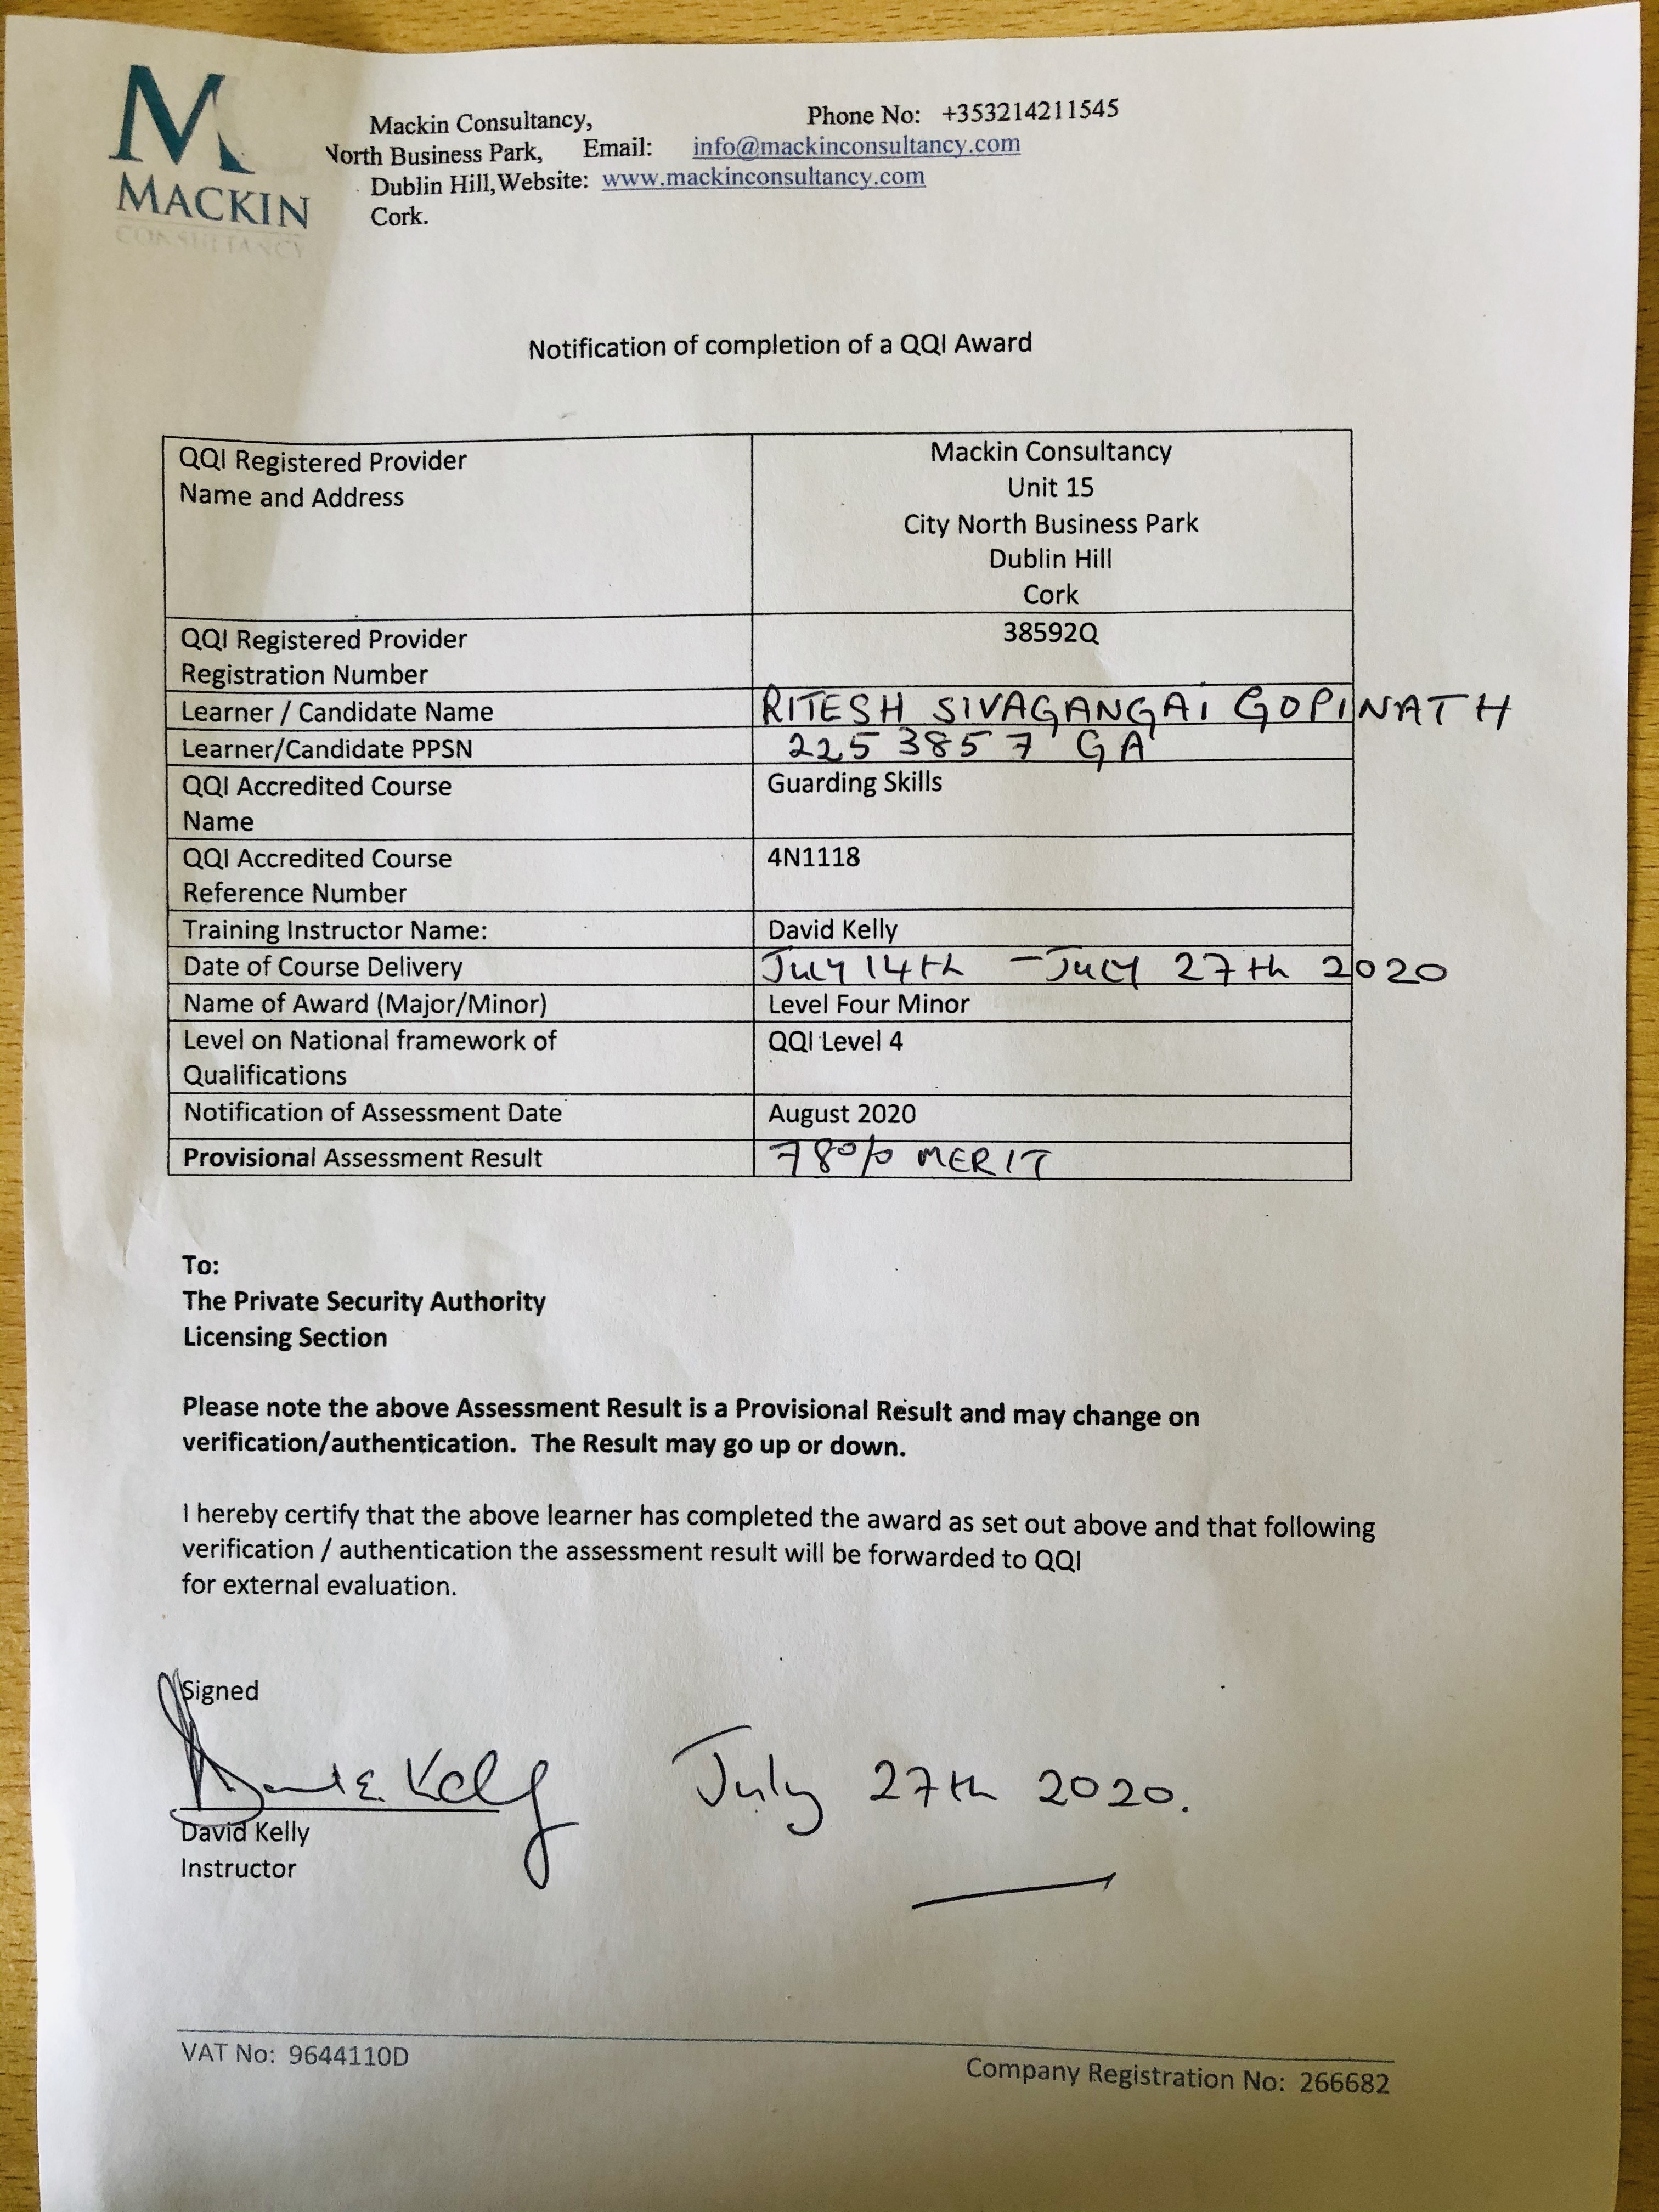 MACKIN
CONSULTANCY
Mackin Consultancy, Phone No: +353214211545
North Business Park, Email: info@mackinconsultancy.com
Dublin Hill, Website: www.mackinconsultancy.com
Cork.
Notification of completion of a QQI Award
QQI Registered Provider
Name and Address
Mackin Consultancy
Unit 15
City North Business Park
Dublin Hill
Cork
QQI Registered Provider
Registration Number
38592Q
Learner / Candidate Name RITESH SIVAGANGAI GOPINATH
Learner/Candidate PPSN 2253857 GA
QQI Accredited Course
Name
Guarding Skills
QQI Accredited Course
Reference Number
4N1118
Training Instructor Name: David Kelly
Date of Course Delivery July 14th - July 27th 2020
Name of Award (Major/Minor) Level Four Minor
Level on National framework of
Qualifications
QQI Level 4
Notification of Assessment Date August 2020
Provisional Assessment Result 78% MERIT
To:
The Private Security Authority
Licensing Section
Please note the above Assessment Result is a Provisional Result and may change on
verification/authentication. The Result may go up or down.
I hereby certify that the above learner has completed the award as set out above and that following
verification / authentication the assessment result will be forwarded to QQI
for external evaluation.
Signed
July 27th 2020.
David Kelly
Instructor
VAT No: 9644110D
Company Registration No: 266682